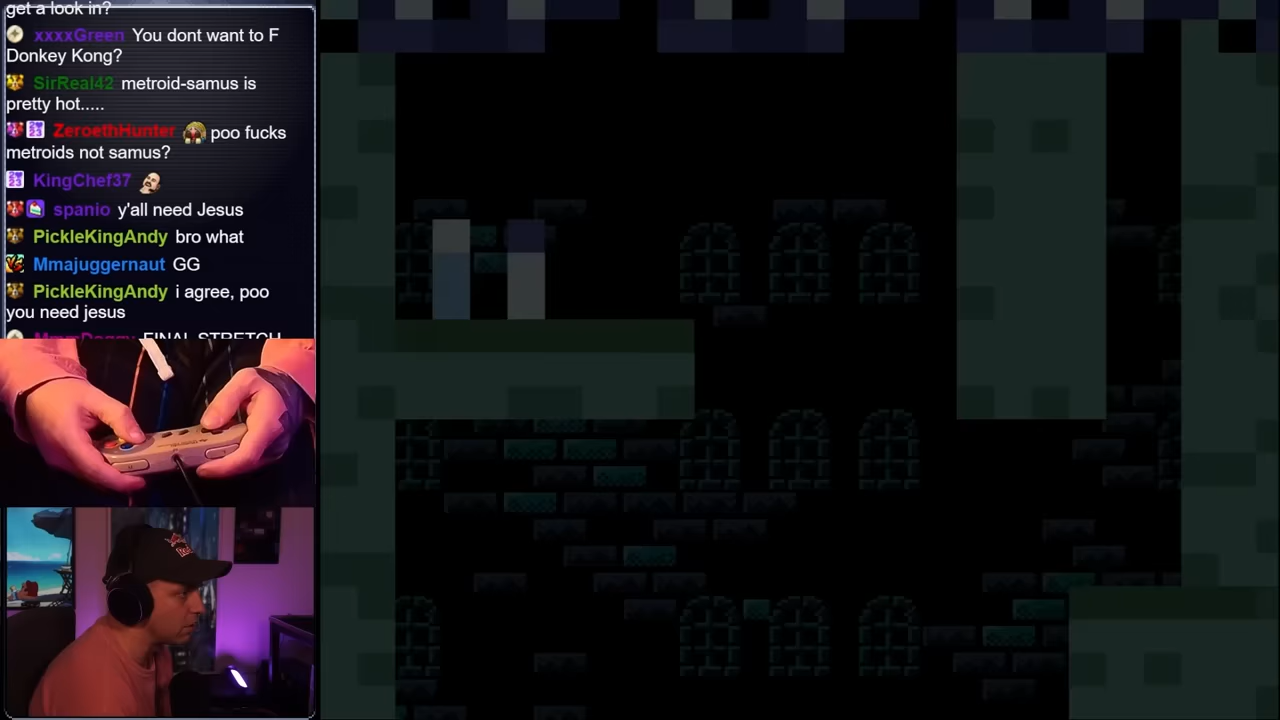 get a look in?
xxxxGreen You dont want to F
Donkey Kong?
SirReal42 metroid-samus is
pretty hot.....
ZeroethHunter poo fucks
metroids not samus?
KingChef37
spanio y'all need Jesus
PickleKingAndy bro what
Mmajuggernaut GG
PickleKingAndy i agree, poo
you need jesus
FINAL STRETCH